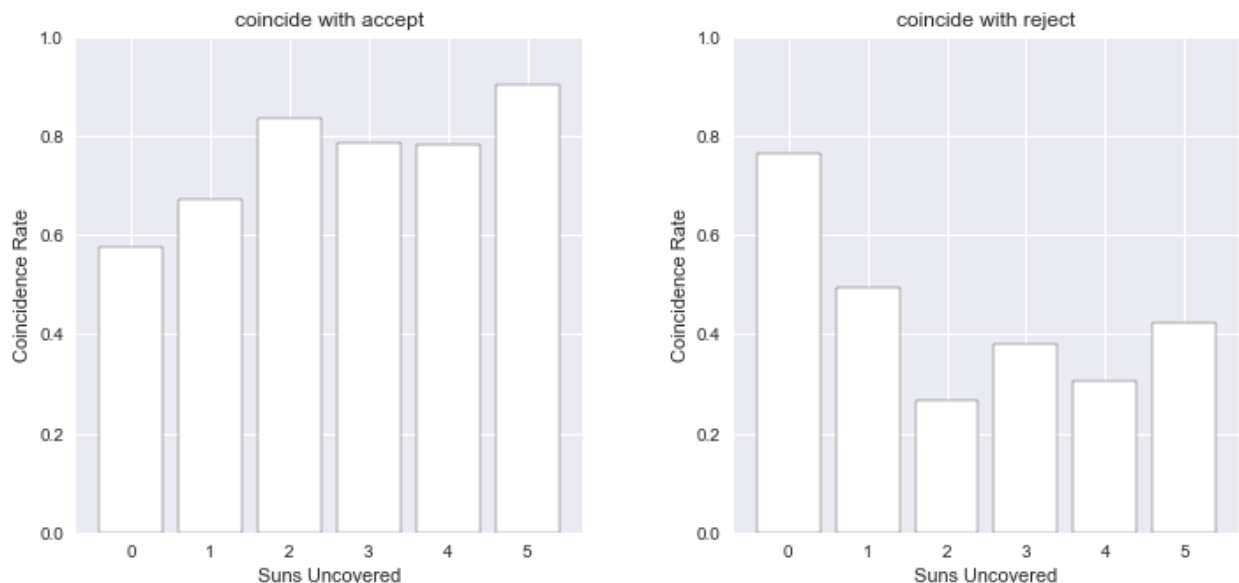 coincide with accept
1.0
0.8
0.6
0.4
0.2
0.0
Coincidence Rate
0 1 2 3 4 5
Suns Uncovered
coincide with reject
1.0
0.8
0.6
0.4
0.2
0.0
Coincidence Rate
0 1 2 3 4 5
Suns Uncovered